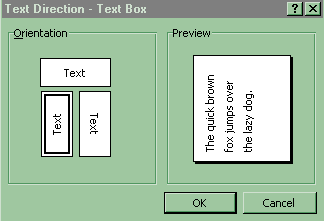 Text Direction - Text Box
Orientation
Text
Text
Text
Preview
The quick brown
fox jumps over
the lazy dog.
OK
Cancel